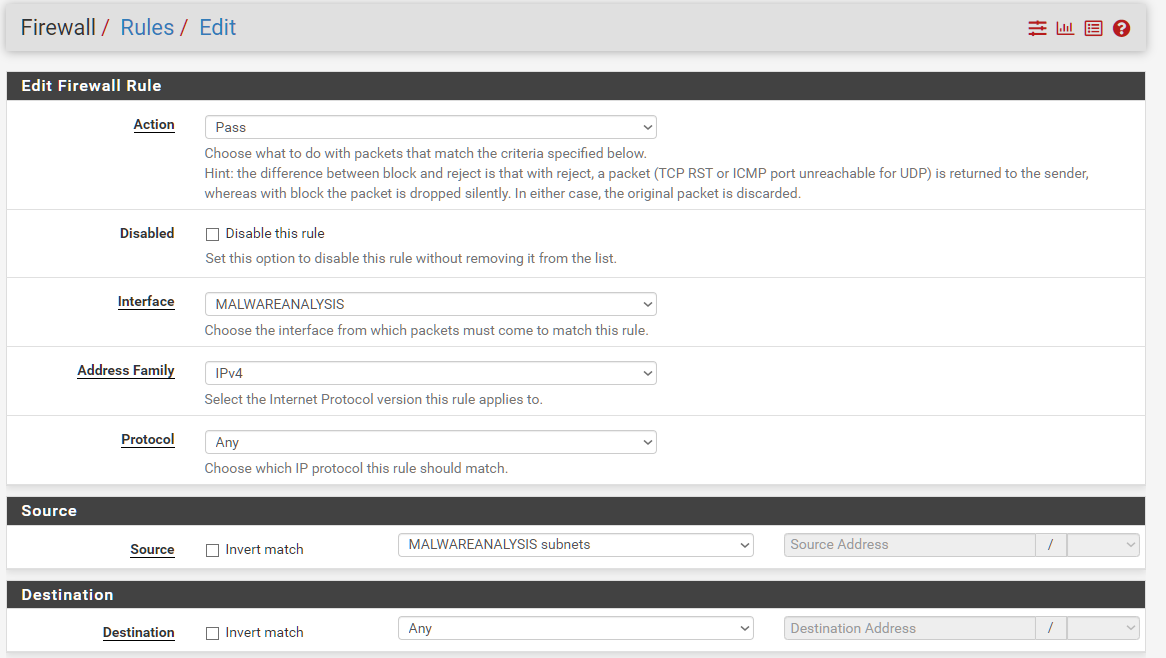 Firewall / Rules / Edit
Edit Firewall Rule
Action
Pass
Choose what to do with packets that match the criteria specified below.
Hint: the difference between block and reject is that with reject, a packet (TCP RST or ICMP port unreachable for UDP) is returned to the sender,
whereas with block the packet is dropped silently. In either case, the original packet is discarded.
Disabled
Disable this rule
Set this option to disable this rule without removing it from the list.
Interface
MALWAREANALYSIS
Choose the interface from which packets must come to match this rule.
Address Family
IPv4
Select the Internet Protocol version this rule applies to.
Protocol
Any
Choose which IP protocol this rule should match.
Source
Source Invert match MALWAREANALYSIS subnets Source Address /
Destination
Destination Invert match Any Destination Address /